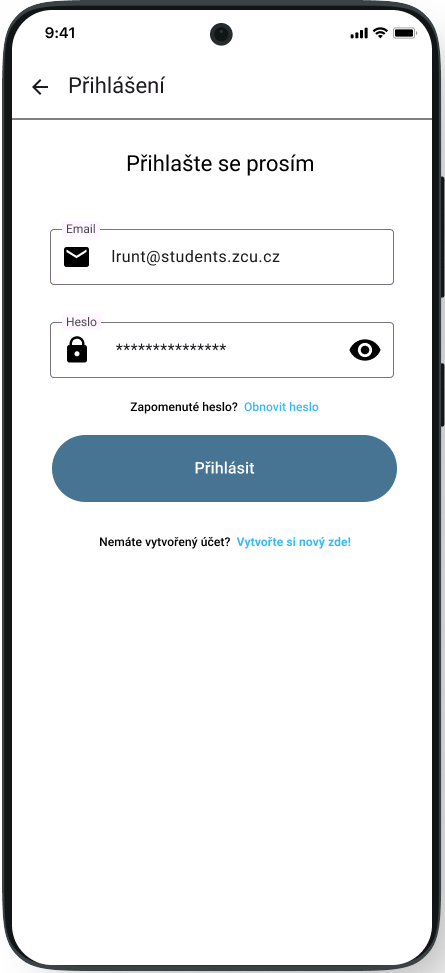 9:41
Přihlášení
Přihlašte se prosím
Email
lrunt@students.zcu.cz
Heslo
***************
Zapomenuté heslo? Obnovit heslo
Přihlásit
Nemáte vytvořený účet? Vytvořte si nový zde!